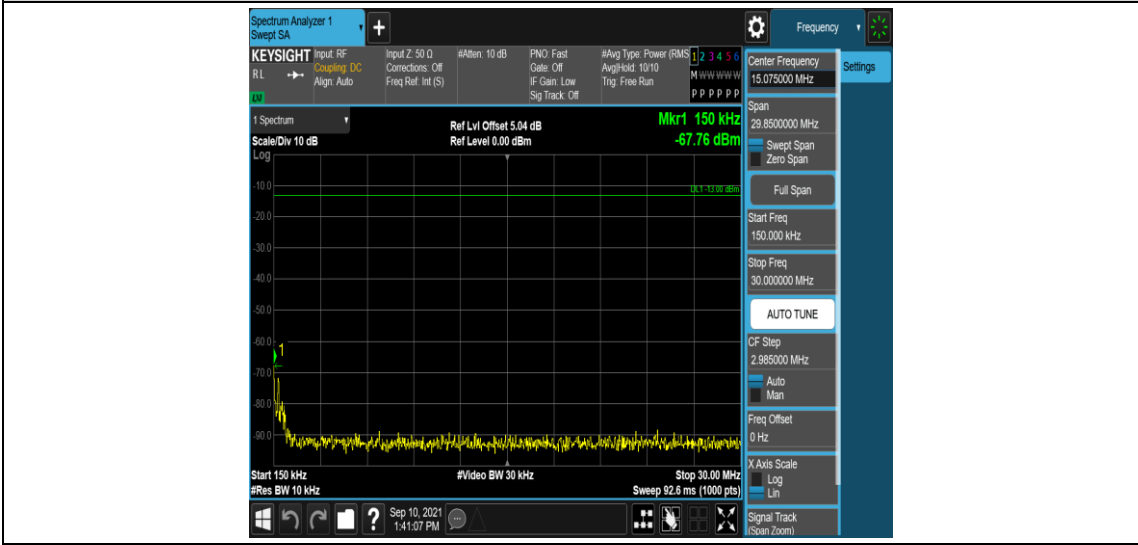 Spectrum Analyzer 1
Swept SA
+
Frequency
KEYSIGHT
RL
LM
Input: RF
Coupling: DC
Align: Auto
Input Z: 50 Ω
Corrections: Off
Freq Ref: Int (S)
#Atten: 10 dB
PNO: Fast
Gate: Off
IF Gain: Low
Sig Track: Off
#Avg Type: Power (RMS
Avg|Hold: 10/10
Trig: Free Run
1 2 3 4 5 6
M W W W W W
P P P P P P
1 Spectrum
Scale/Div 10 dB
Ref Lvl Offset 5.04 dB
Ref Level 0.00 dBm
Mkr1 150 kHz
-67.76 dBm
Log
DL1 -13.00 dBm
-10.0
-20.0
-30.0
-40.0
-50.0
-60.0
-70.0
-80.0
-90.0
1
Start 150 kHz
#Res BW 10 kHz
#Video BW 30 kHz
Stop 30.00 MHz
Sweep 92.6 ms (1000 pts)
?
Sep 10, 2021
1:41:07 PM
Center Frequency
15.075000 MHz
Settings
Span
29.8500000 MHz
Swept Span
Zero Span
Full Span
Start Freq
150.000 kHz
Stop Freq
30.000000 MHz
AUTO TUNE
CF Step
2.985000 MHz
Auto
Man
Freq Offset
0 Hz
X Axis Scale
Log
Lin
Signal Track
(Span Zoom)